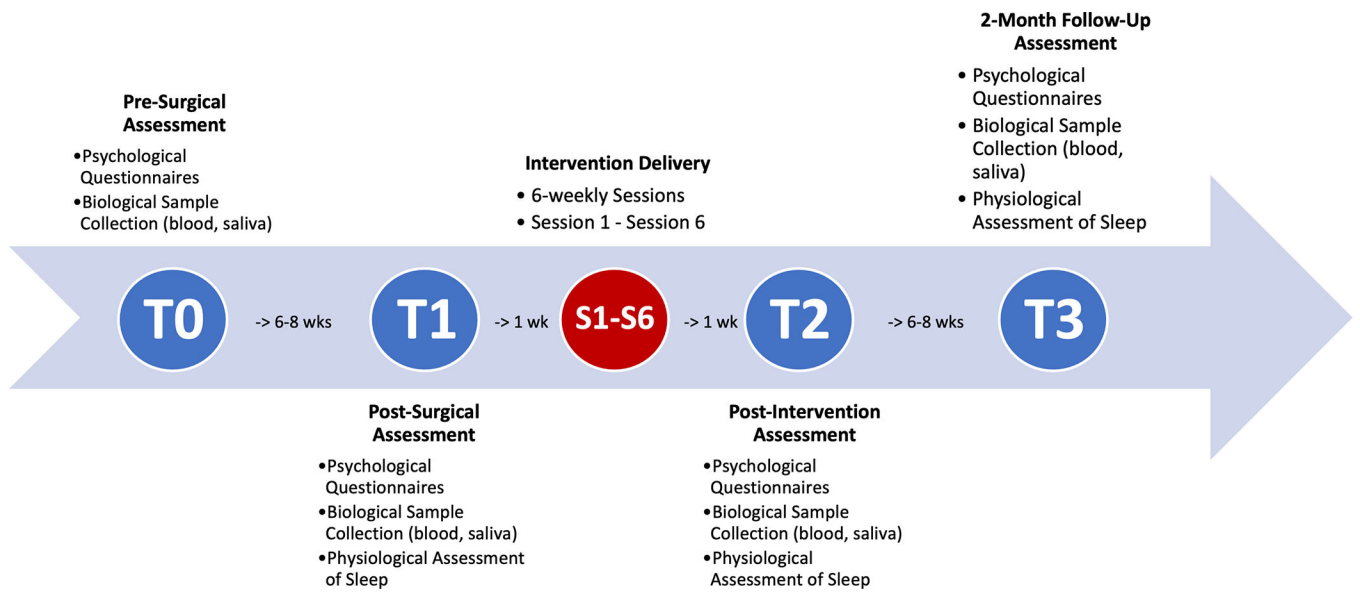 Pre-Surgical
Assessment
•Psychological
Questionnaires
•Biological Sample
Collection (blood, saliva)
Intervention Delivery
• 6-weekly Sessions
• Session 1 - Session 6
2-Month Follow-Up
Assessment
• Psychological
Questionnaires
• Biological Sample
Collection (blood,
saliva)
• Physiological
Assessment of Sleep
T0
-> 6-8 wks
T1
-> 1 wk
S1-S6
-> 1 wk
T2
-> 6-8 wks
T3
Post-Surgical
Assessment
•Psychological
Questionnaires
•Biological Sample
Collection (blood, saliva)
•Physiological Assessment
of Sleep
Post-Intervention
Assessment
•Psychological
Questionnaires
•Biological Sample
Collection (blood, saliva)
•Physiological
Assessment of Sleep